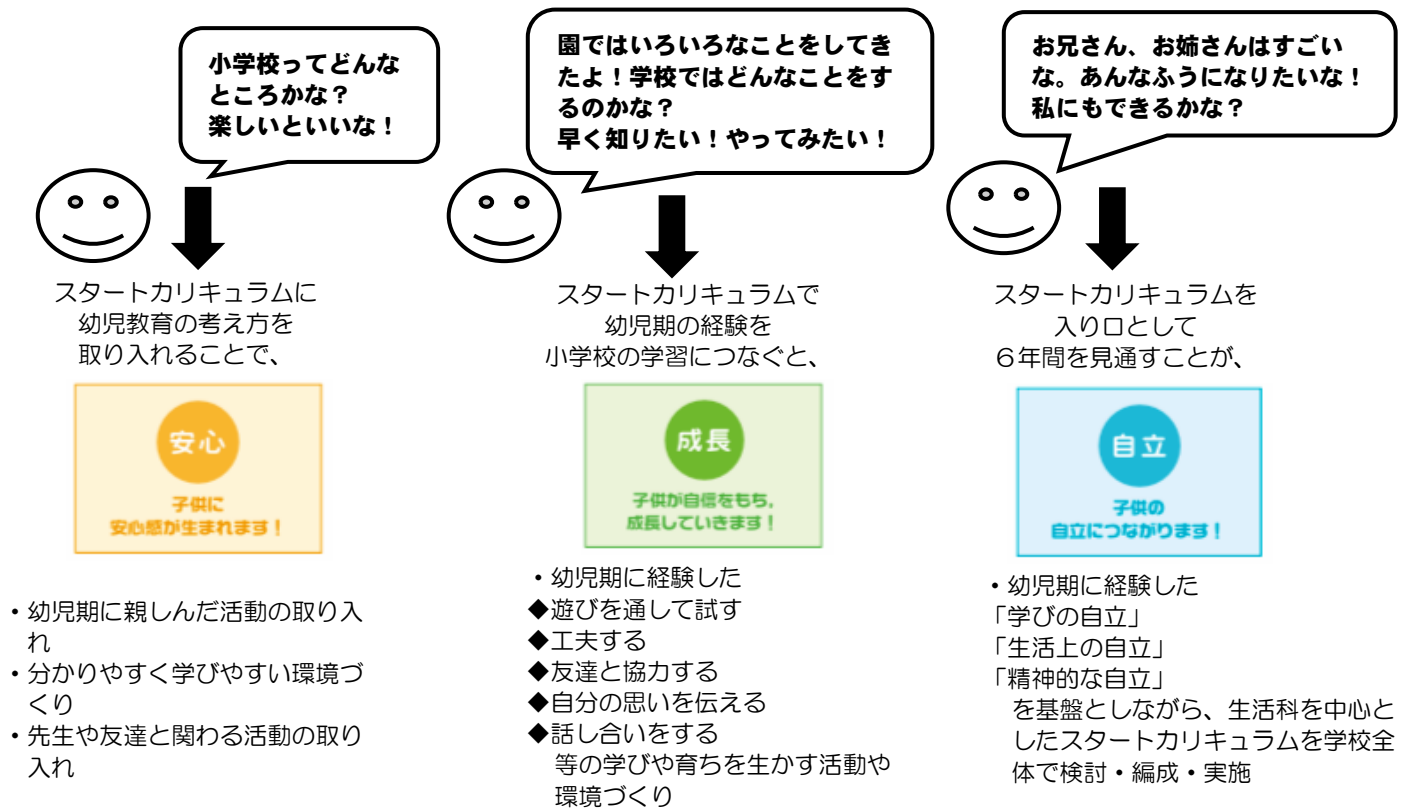 小学校ってどんな
ところかな？
楽しいといいな！
スタートカリキュラムに
幼児教育の考え方を
取り入れることで、
安心
子供に
安心感が生まれます！
・幼児期に親しんだ活動の取り入
れ
・分かりやすく学びやすい環境づ
くり
・先生や友達と関わる活動の取り
入れ
園ではいろいろなことをしてき
たよ！学校ではどんなことをす
るのかな？
早く知りたい！やってみたい！
スタートカリキュラムで
幼児期の経験を
小学校の学習につなぐと、
成長
子供が自信をもち，
成長していきます！
・幼児期に経験した
◆遊びを通して試す
◆工夫する
◆友達と協力する
◆自分の思いを伝える
◆話し合いをする
等の学びや育ちを生かす活動や
環境づくり
お兄さん、お姉さんはすごい
な。あんなふうになりたいな！
私にもできるかな？
スタートカリキュラムを
入り口として
６年間を見通すことが、
自立
子供の
自立につながります！
・幼児期に経験した
「学びの自立」
「生活上の自立」
「精神的な自立」
を基盤としながら、生活科を中心と
したスタートカリキュラムを学校全
体で検討・編成・実施